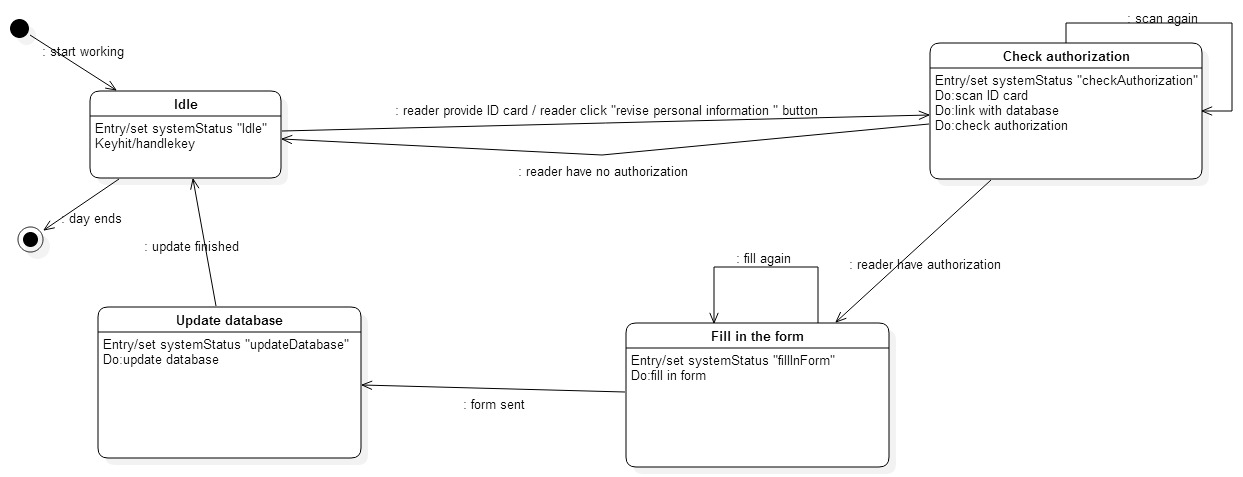 : scan again
: start working
Check authorization
Entry/set systemStatus "checkAuthorization"
Do:scan ID card
Do:link with database
Do:check authorization
Idle
Entry/set systemStatus "Idle"
Keyhit/handlekey
: reader provide ID card / reader click "revise personal information " button
: reader have no authorization
: day ends
: update finished
: fill again
: reader have authorization
Update database
Entry/set systemStatus "updateDatabase"
Do:update database
Fill in the form
Entry/set systemStatus "fillInForm"
Do:fill in form
: form sent